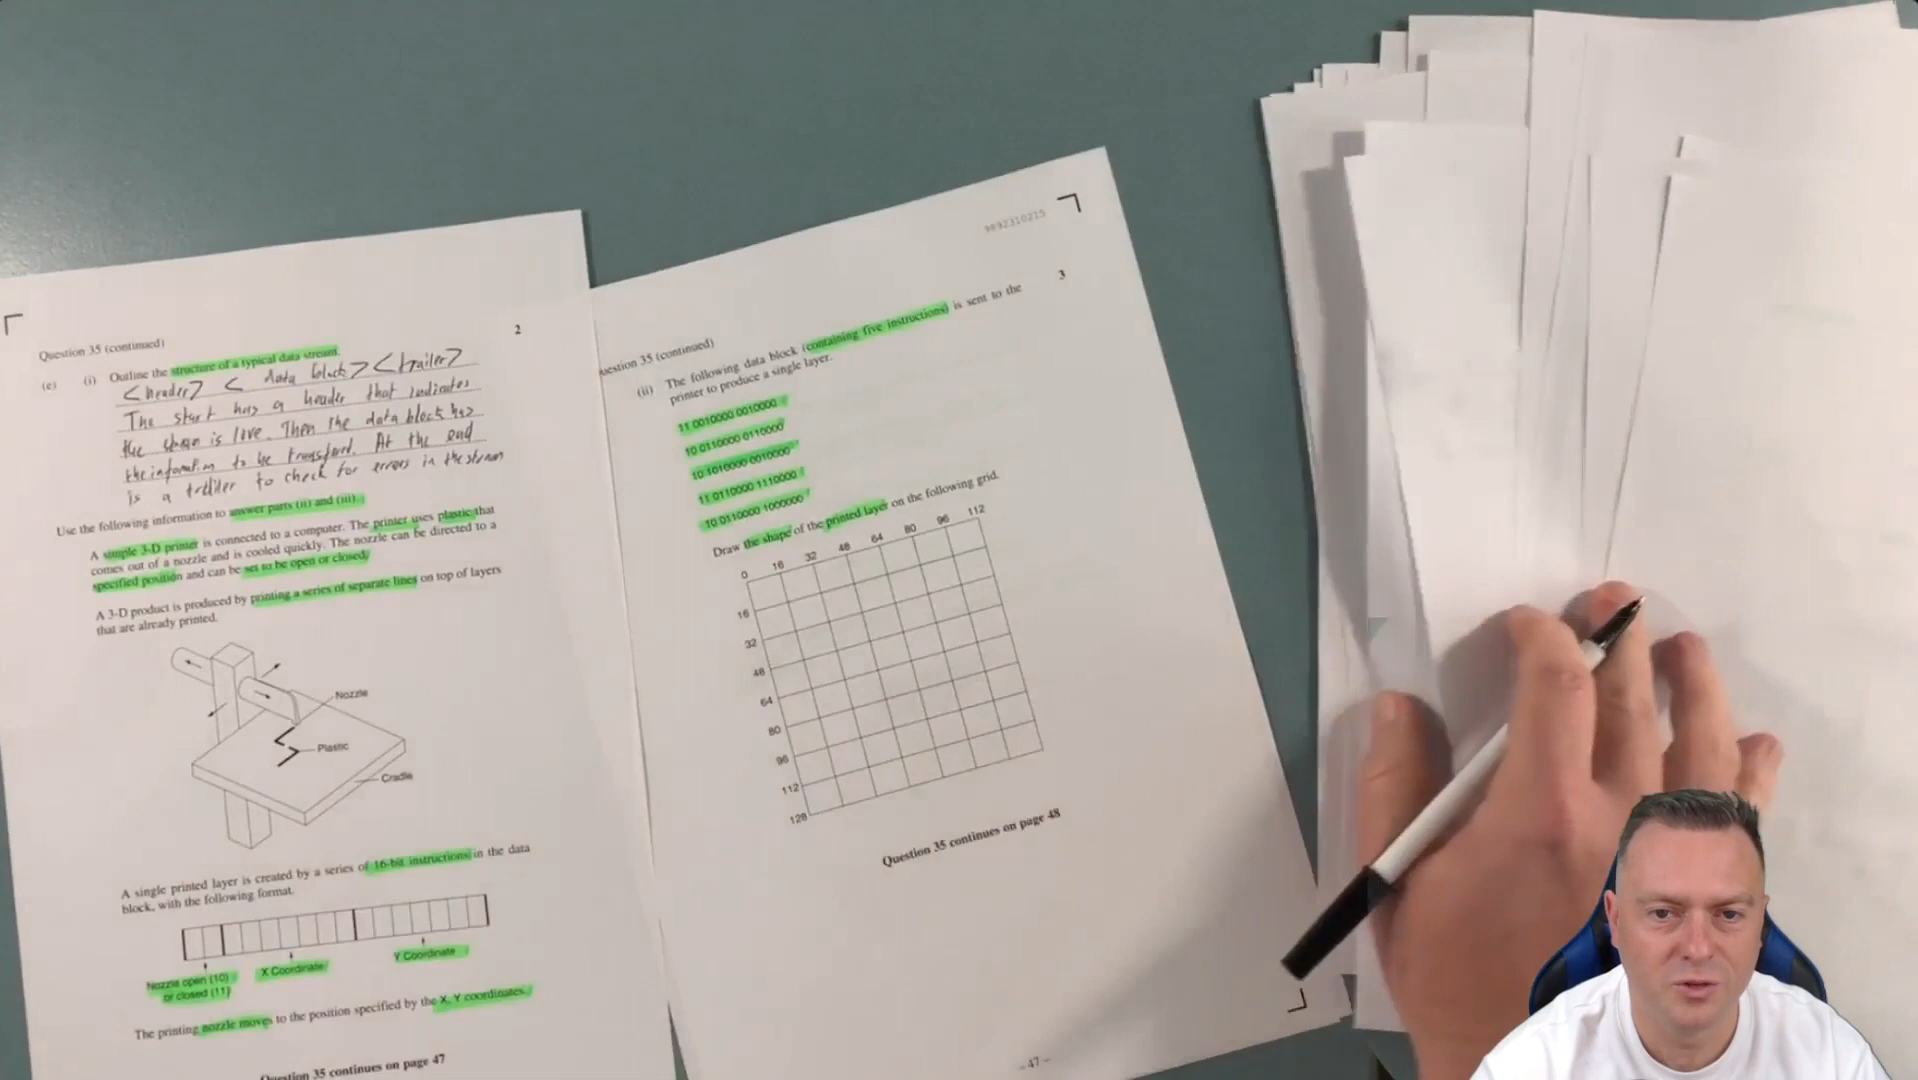 Question 35 (continued)
2
(c) (i) Outline the structure of a typical data stream.
<header> < data block> <trailer>
The start has a header that indicates
the stream is live. Then the data block has
the information to be transferd. At the end
is a trailer to check for errors in the stream
Use the following information to answer parts (ii) and (iii).
A simple 3-D printer is connected to a computer. The printer uses plastic that
comes out of a nozzle and is cooled quickly. The nozzle can be directed to a
specified position and can be set to be open or closed.
A 3-D product is produced by printing a series of separate lines on top of layers
that are already printed.
Nozzle
Plastic
Cradle
A single printed layer is created by a series of 16-bit instructions in the data
block, with the following format.
Nozzle open (10)
or closed (11)
X Coordinate
Y Coordinate
The printing nozzle moves to the position specified by the X, Y coordinates.
Question 35 continues on page 47
9892310215
3
uestion 35 (continued)
(ii) The following data block (containing five instructions) is sent to the
printer to produce a single layer.
11 0010000 0010000
10 0110000 0110000
10 1010000 0010000
11 0110000 1110000
10 0110000 1000000
Draw the shape of the printed layer on the following grid.
0 16 32 48 64 80 96 112
16
32
48
64
80
96
112
128
Question 35 continues on page 48
– 47 –